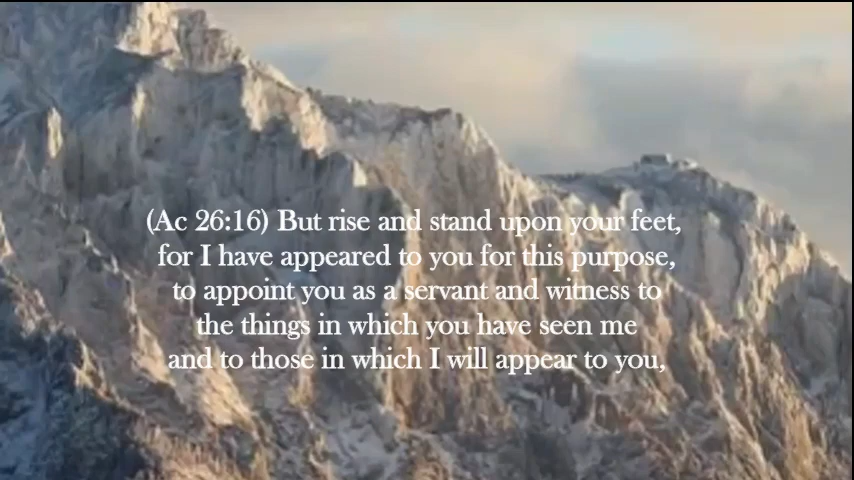 (Ac 26:16) But rise and stand upon your feet,
for I have appeared to you for this purpose,
to appoint you as a servant and witness to
the things in which you have seen me
and to those in which I will appear to you,